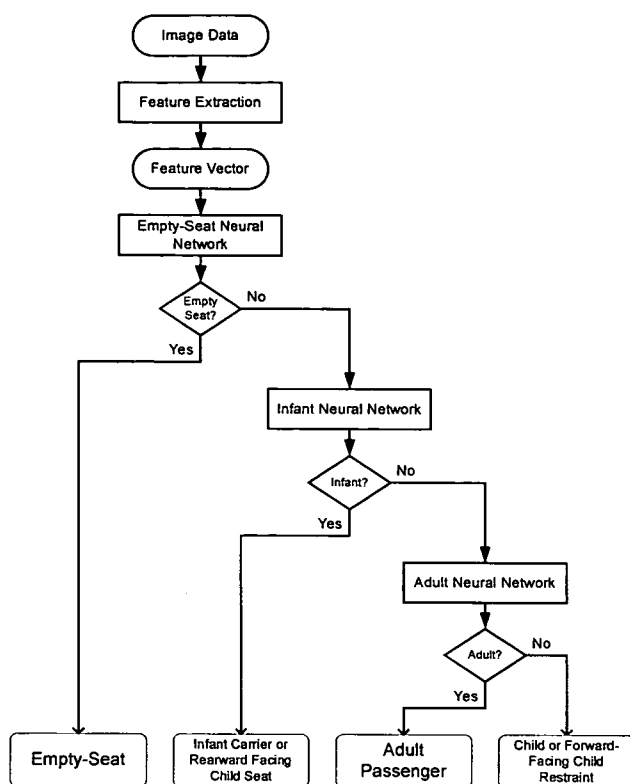 Image Data
Feature Extraction
Feature Vector
Empty-Seat Neural
Network
Empty
Seat?
No
Yes
Infant Neural Network
Infant?
No
Yes
Adult Neural Network
Adult?
No
Yes
Empty-Seat
Infant Carrier or
Rearward Facing
Child Seat
Adult
Passenger
Child or Forward-
Facing Child
Restraint